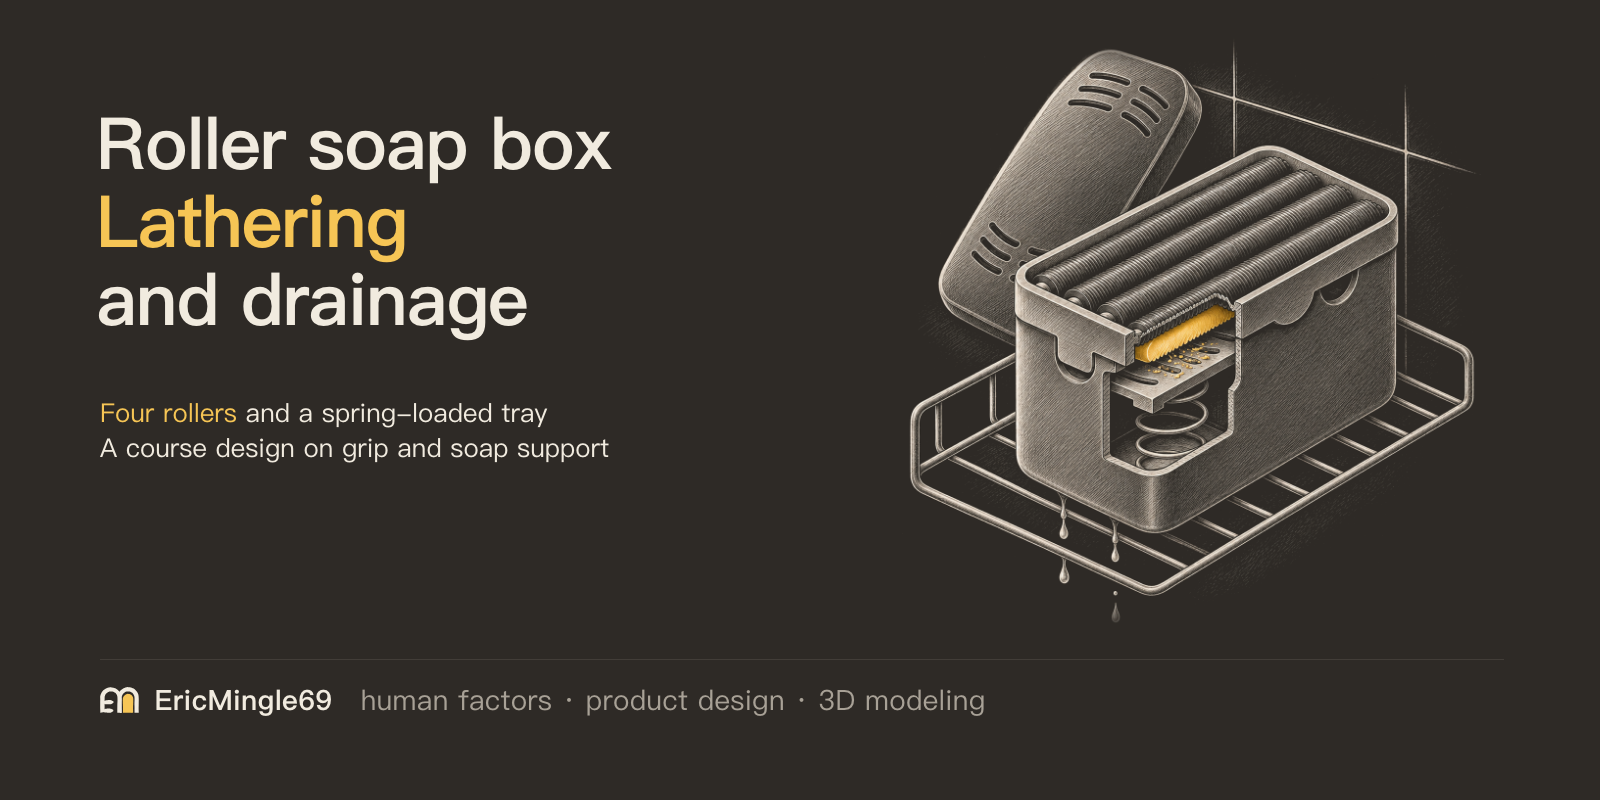 Roller soap box
Lathering
and drainage
Four rollers and a spring-loaded tray
A course design on grip and soap support
EricMingle69 human factors · product design · 3D modeling